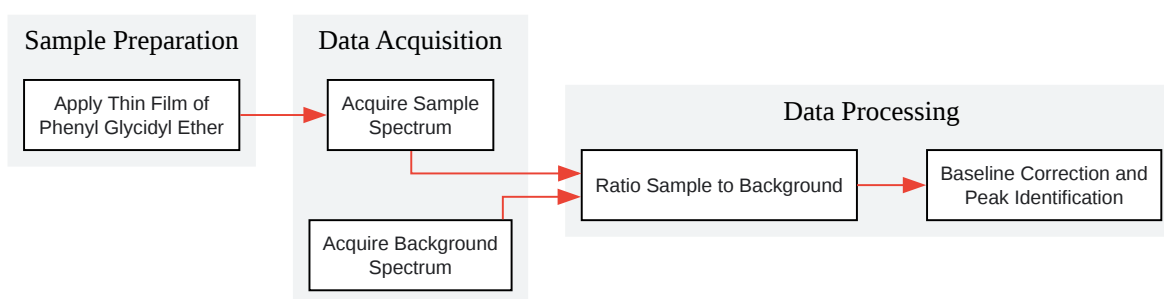 Sample Preparation
Apply Thin Film of
Phenyl Glycidyl Ether
Data Acquisition
Acquire Sample
Spectrum
Acquire Background
Spectrum
Data Processing
Ratio Sample to Background
Baseline Correction and
Peak Identification